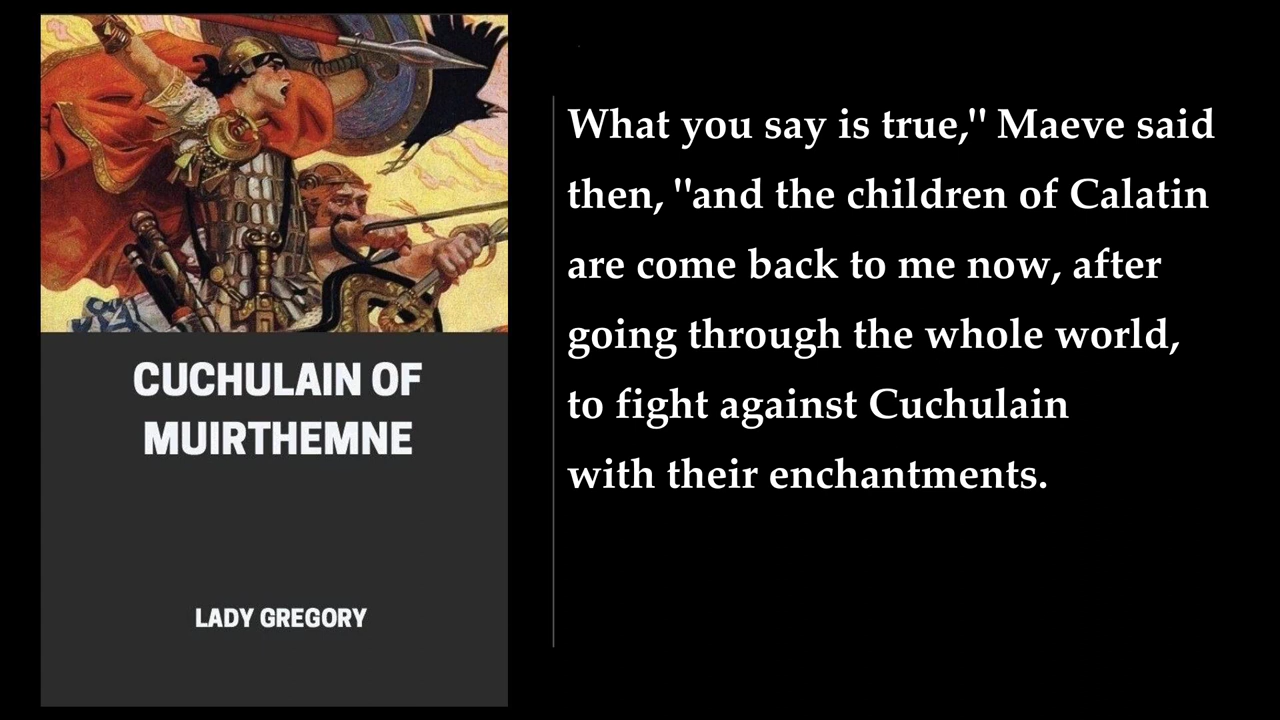 CUCHULAIN OF
MUIRTHEMNE
LADY GREGORY
What you say is true," Maeve said
then, "and the children of Calatin
are come back to me now, after
going through the whole world,
to fight against Cuchulain
with their enchantments.